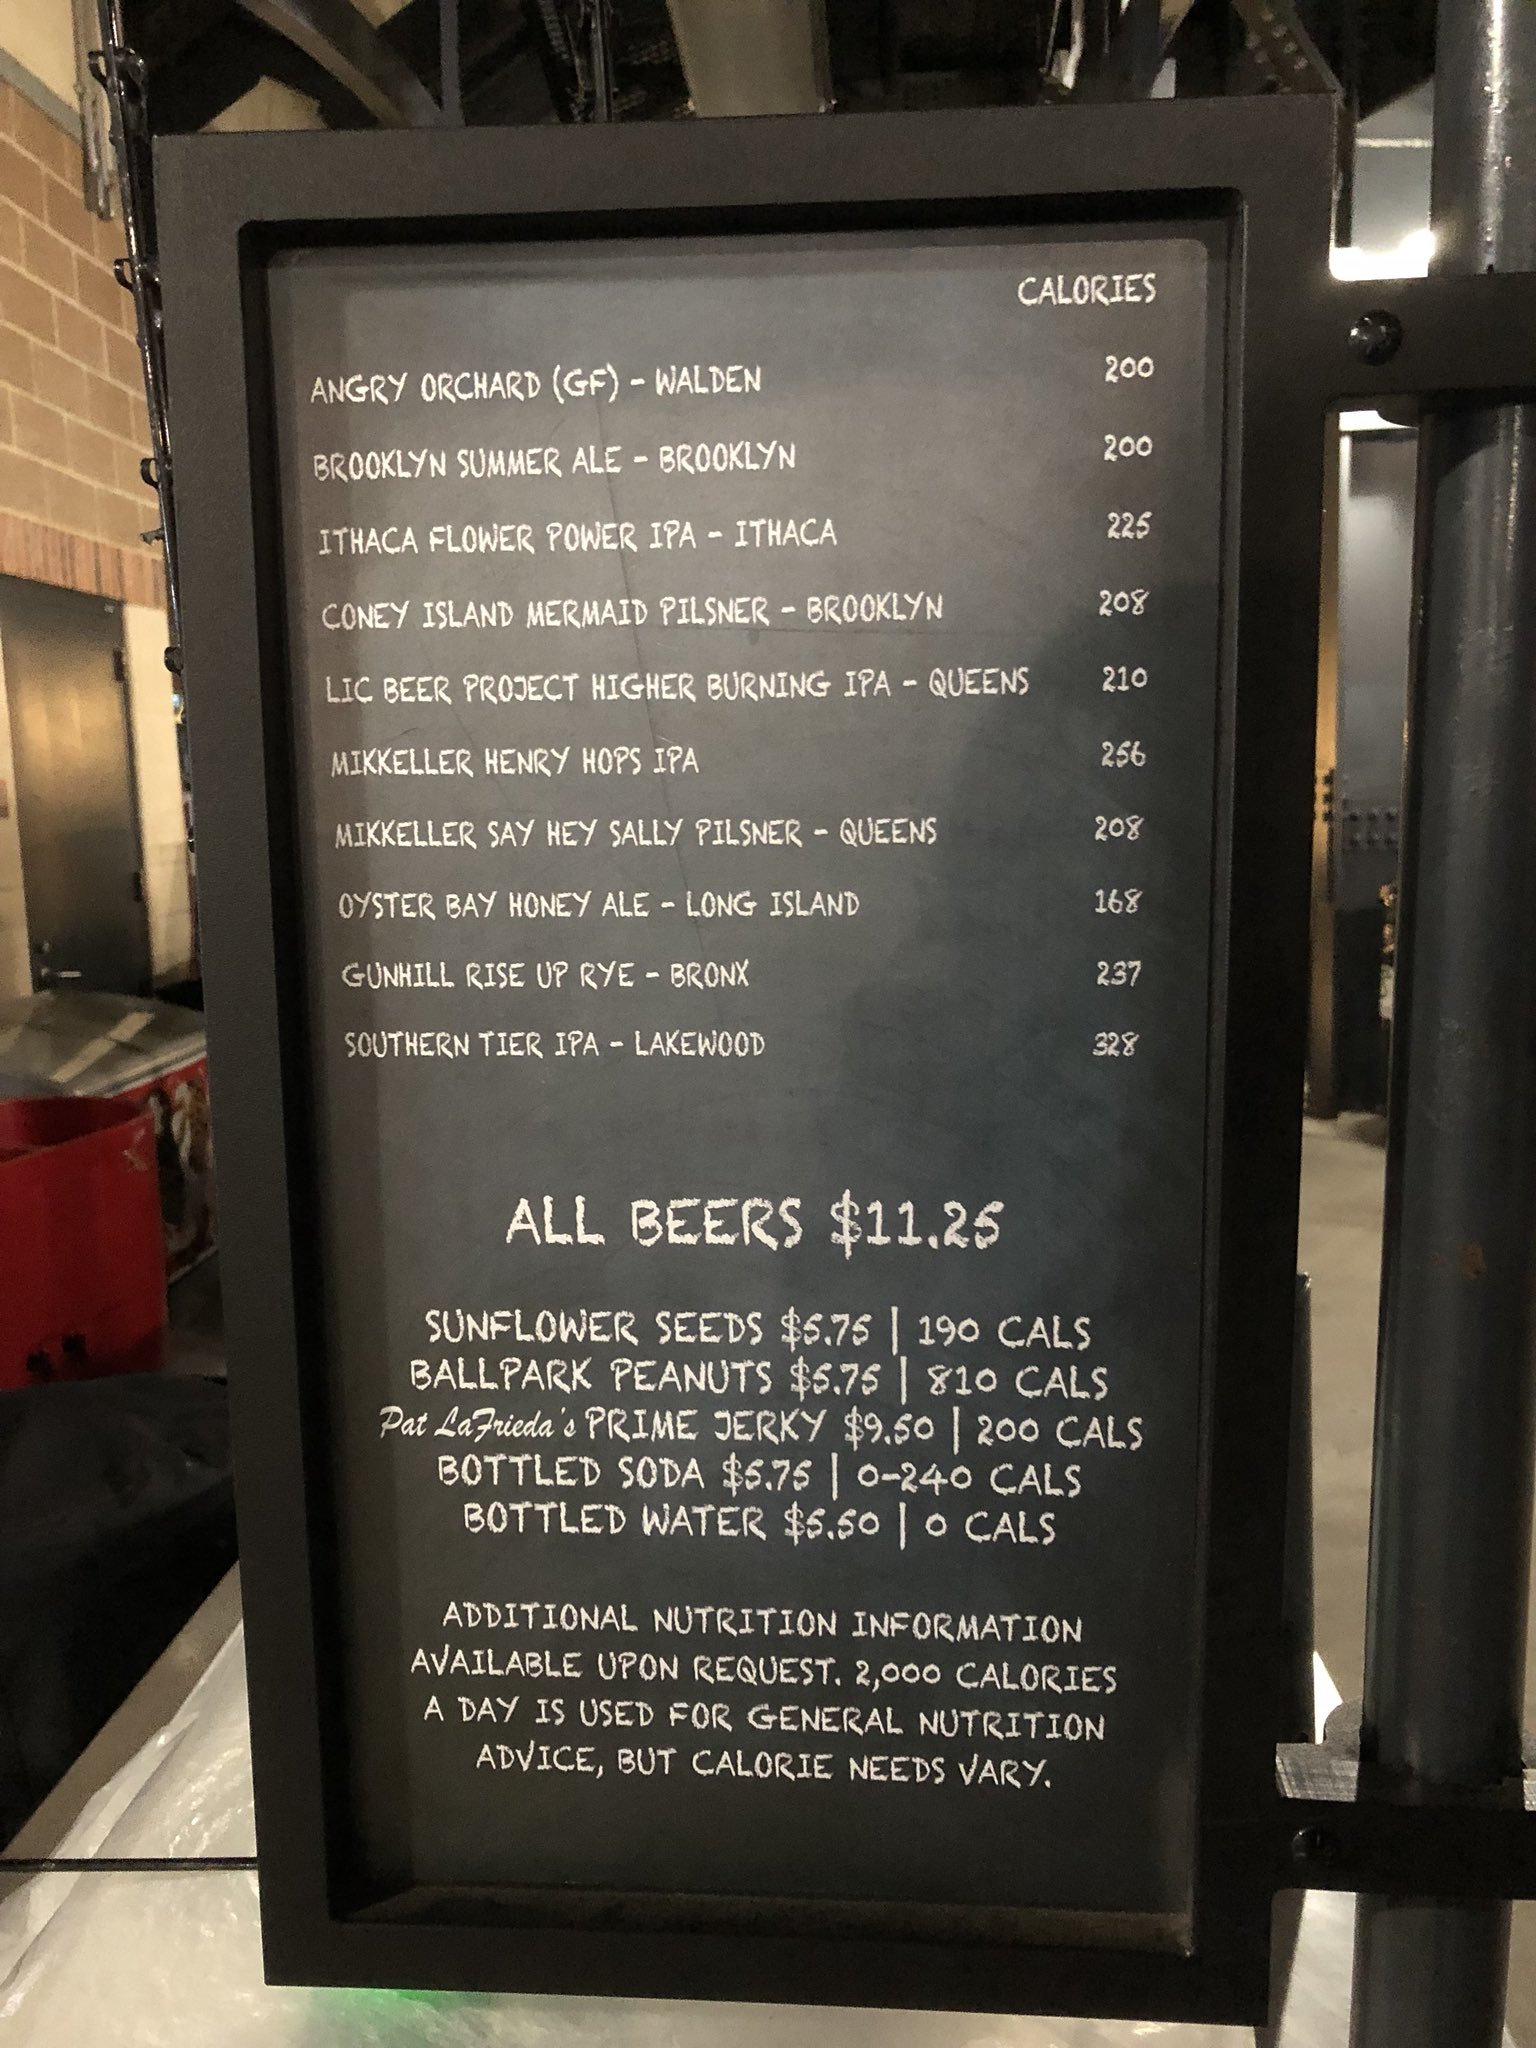 CALORIES
ANGRY ORCHARD (GF) - WALDEN 200
BROOKLYN SUMMER ALE - BROOKLYN 200
ITHACA FLOWER POWER IPA - ITHACA 225
CONEY ISLAND MERMAID PILSNER - BROOKLYN 208
LIC BEER PROJECT HIGHER BURNING IPA - QUEENS 210
MIKKELLER HENRY HOPS IPA 256
MIKKELLER SAY HEY SALLY PILSNER - QUEENS 208
OYSTER BAY HONEY ALE - LONG ISLAND 168
GUNHILL RISE UP RYE - BRONX 237
SOUTHERN TIER IPA - LAKEWOOD 328
ALL BEERS $11.25
SUNFLOWER SEEDS $5.75 | 190 CALS
BALLPARK PEANUTS $5.75 | 810 CALS
Pat LaFrieda's PRIME JERKY $9.50 | 200 CALS
BOTTLED SODA $5.75 | 0-240 CALS
BOTTLED WATER $5.50 | 0 CALS
ADDITIONAL NUTRITION INFORMATION
AVAILABLE UPON REQUEST. 2,000 CALORIES
A DAY IS USED FOR GENERAL NUTRITION
ADVICE, BUT CALORIE NEEDS VARY.